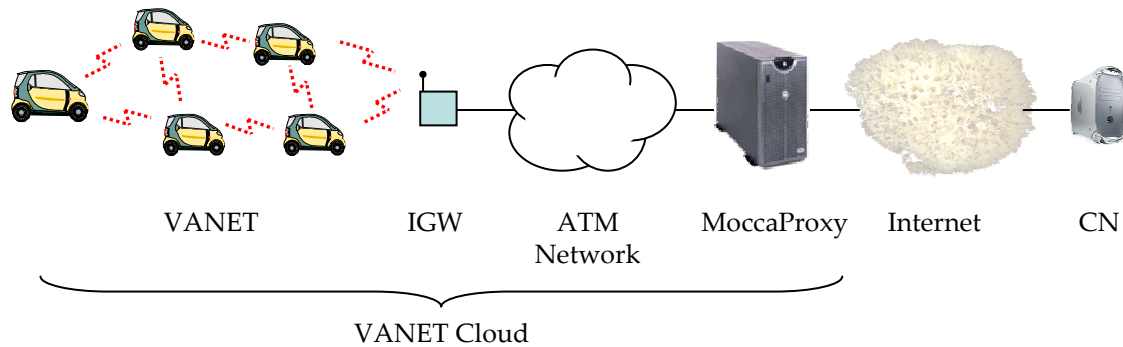 VANET
IGW
ATM
Network
MoccaProxy
Internet
CN
VANET Cloud